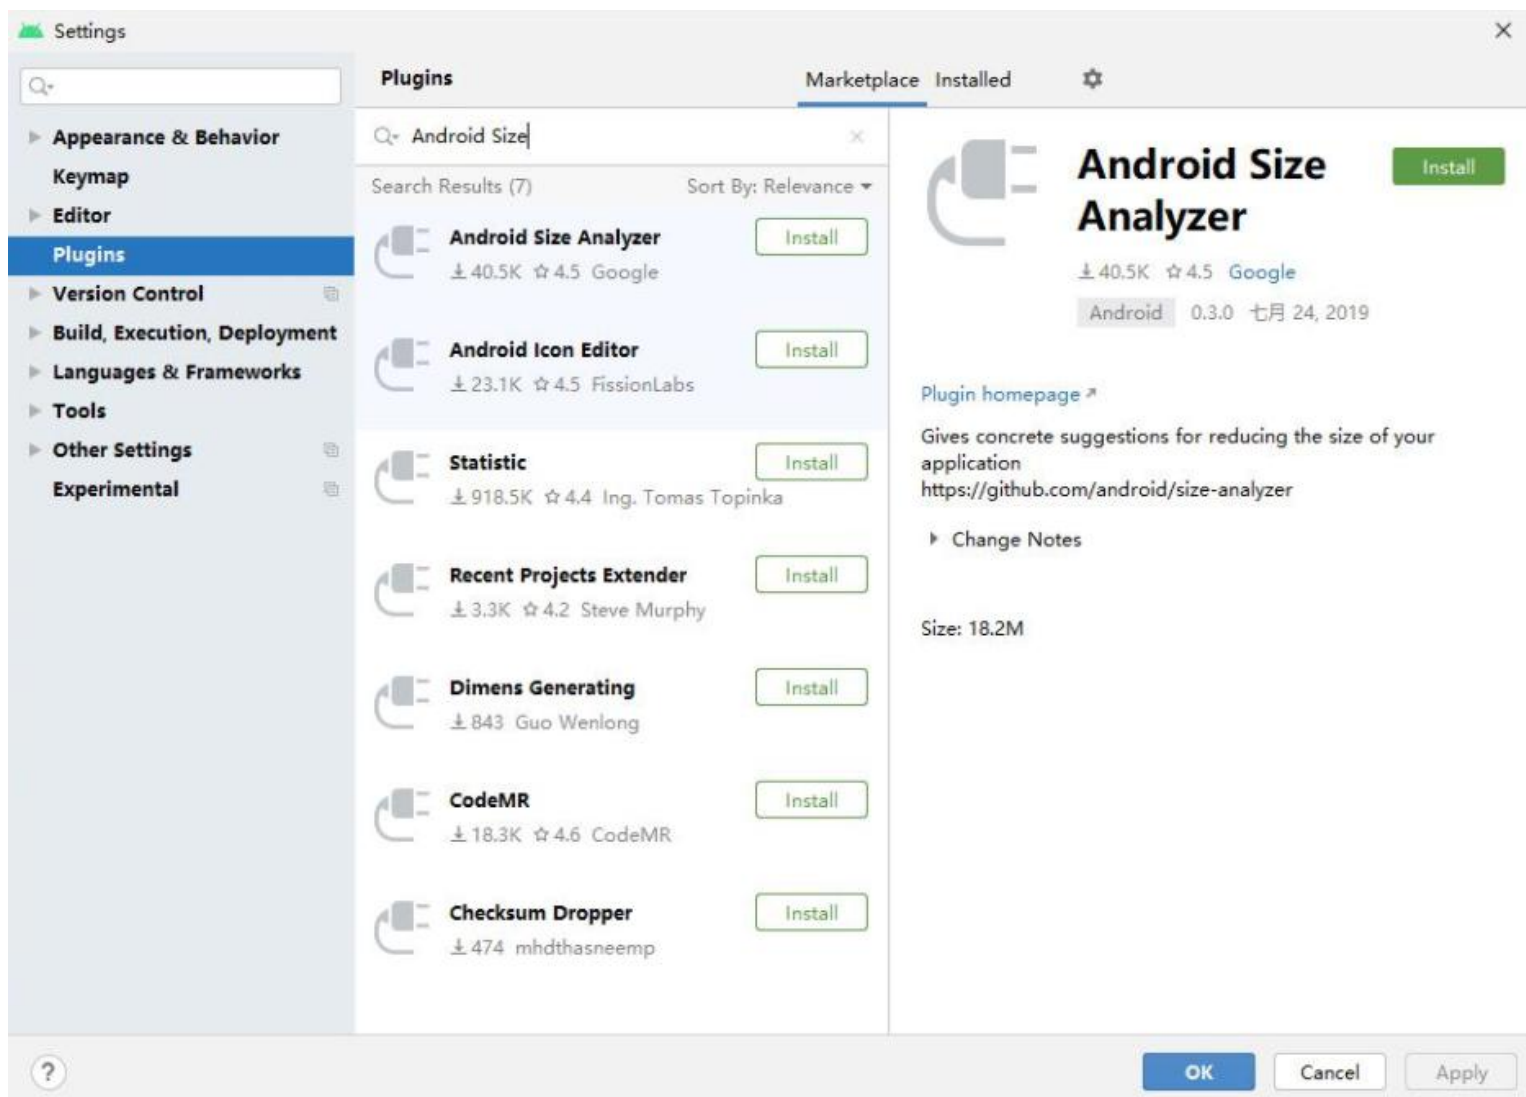 Settings
Appearance & Behavior
Keymap
Editor
Plugins
Version Control
Build, Execution, Deployment
Languages & Frameworks
Tools
Other Settings
Experimental
Plugins
Marketplace
Installed
Android Size
Search Results (7)
Sort By: Relevance
Android Size Analyzer
Install
40.5K 4.5 Google
Android Icon Editor
Install
23.1K 4.5 FissionLabs
Statistic
Install
918.5K 4.4 Ing. Tomas Topinka
Recent Projects Extender
Install
3.3K 4.2 Steve Murphy
Dimens Generating
Install
843 Guo Wenlong
CodeMR
Install
18.3K 4.6 CodeMR
Checksum Dropper
Install
474 mhdthasneemp
Android Size
Analyzer
Install
40.5K 4.5 Google
Android 0.3.0 七月 24, 2019
Plugin homepage
Gives concrete suggestions for reducing the size of your
application
https://github.com/android/size-analyzer
Change Notes
Size: 18.2M
?
OK
Cancel
Apply